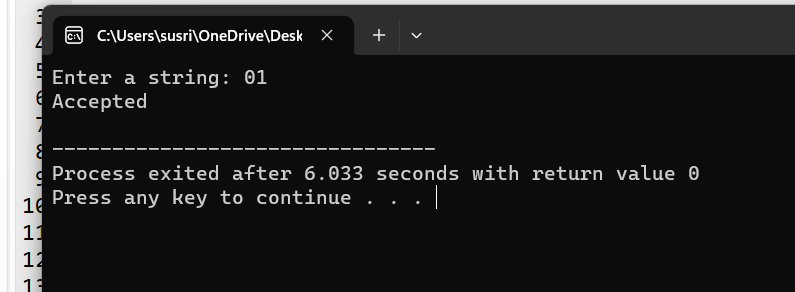 C:\Users\susri\OneDrive\Desk
Enter a string: 01
Accepted
--------------------------------
Process exited after 6.033 seconds with return value 0
Press any key to continue . . .
3
4
5
6
7
8
9
10
11
12
13